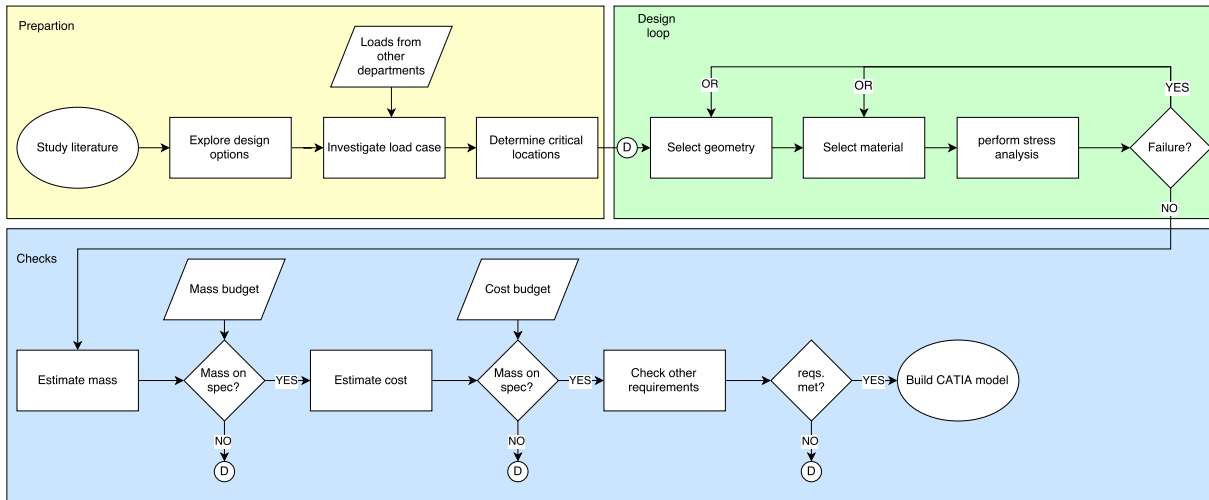 Prepartion
Loads from
other
departments
Study literature
Explore design
options
Investigate load case
Determine critical
locations
D
Design
loop
OR
OR
YES
Select geometry
Select material
perform stress
analysis
Failure?
NO
Checks
Mass budget
Cost budget
Estimate mass
Mass on
spec?
YES
Estimate cost
Mass on
spec?
YES
Check other
requirements
reqs.
met?
YES
Build CATIA model
NO
NO
NO
D
D
D